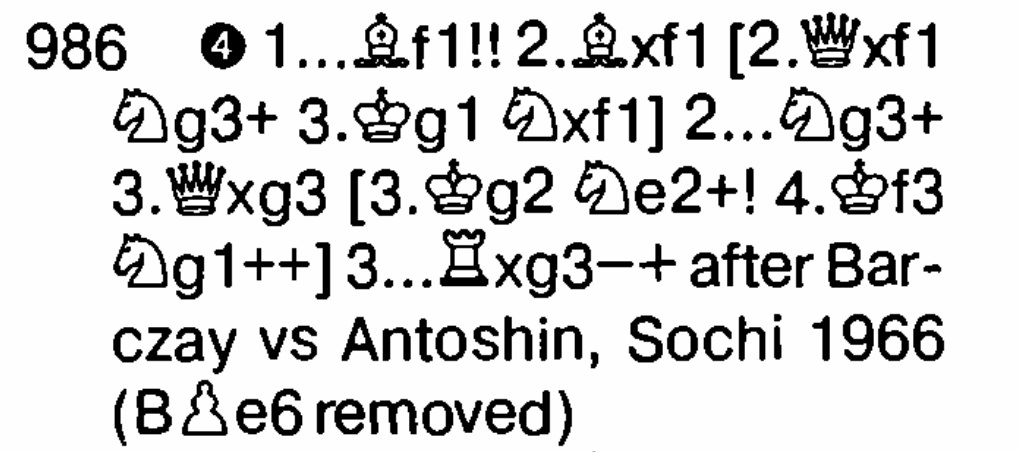 986 ❹ 1...♗f1!! 2.♗xf1 [2.♕xf1
♘g3+ 3.♔g1 ♘xf1] 2...♘g3+
3.♕xg3 [3.♔g2 ♘e2+! 4.♔f3
♘g1++] 3...♖xg3−+ after Bar-
czay vs Antoshin, Sochi 1966
(B♙e6 removed)